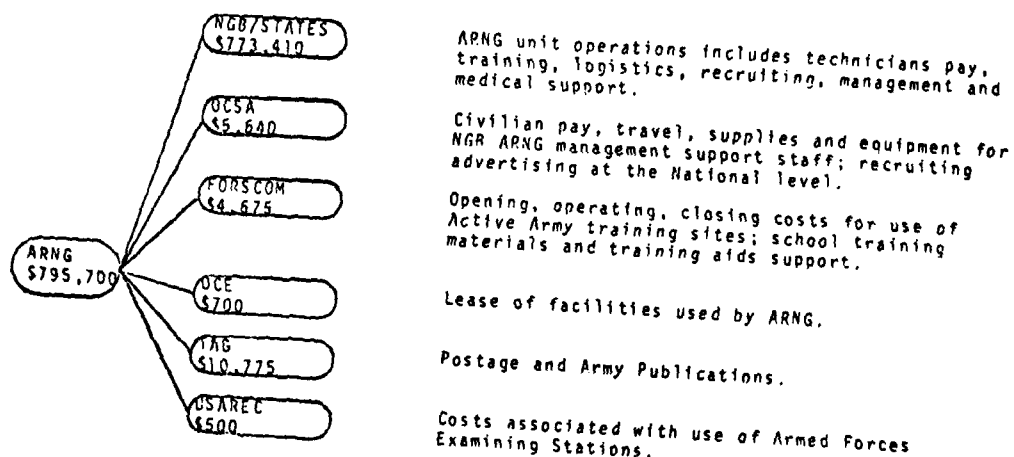 NGB/STATES
$773,410
ARNG unit operations includes technicians pay,
training, logistics, recruiting, management and
medical support.
OCSA
$5,640
Civilian pay, travel, supplies and equipment for
NGR ARNG management support staff; recruiting
advertising at the National level.
FORSCOM
$4,675
Opening, operating, closing costs for use of
Active Army training sites; school training
materials and training aids support.
ARNG
$795,700
OCE
$700
Lease of facilities used by ARNG.
TAG
$10,775
Postage and Army Publications.
USAREC
$500
Costs associated with use of Armed Forces
Examining Stations.